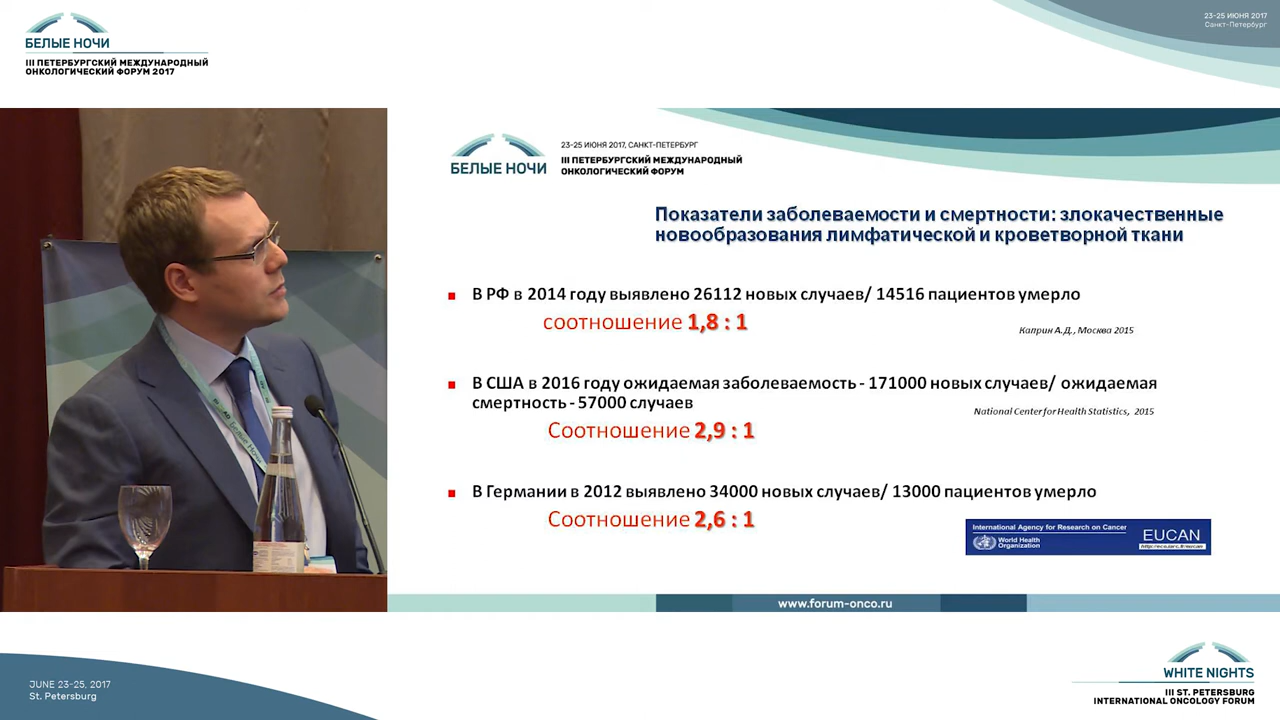 БЕЛЫЕ НОЧИ
III ПЕТЕРБУРГСКИЙ МЕЖДУНАРОДНЫЙ
ОНКОЛОГИЧЕСКИЙ ФОРУМ 2017
23-25 ИЮНЯ 2017
Санкт-Петербург
23-25 ИЮНЯ 2017, САНКТ-ПЕТЕРБУРГ
БЕЛЫЕ НОЧИ
III ПЕТЕРБУРГСКИЙ МЕЖДУНАРОДНЫЙ
ОНКОЛОГИЧЕСКИЙ ФОРУМ
Показатели заболеваемости и смертности: злокачественные
новообразования лимфатической и кроветворной ткани
В РФ в 2014 году выявлено 26112 новых случаев/ 14516 пациентов умерло
соотношение 1,8 : 1
Каприн А.Д., Москва 2015
В США в 2016 году ожидаемая заболеваемость - 171000 новых случаев/ ожидаемая
смертность - 57000 случаев
National Center for Health Statistics, 2015
Соотношение 2,9 : 1
В Германии в 2012 выявлено 34000 новых случаев/ 13000 пациентов умерло
Соотношение 2,6 : 1
International Agency for Research on Cancer
World Health
Organization
EUCAN
www.forum-onco.ru
JUNE 23-25, 2017
St. Petersburg
WHITE NIGHTS
III ST. PETERSBURG
INTERNATIONAL ONCOLOGY FORUM